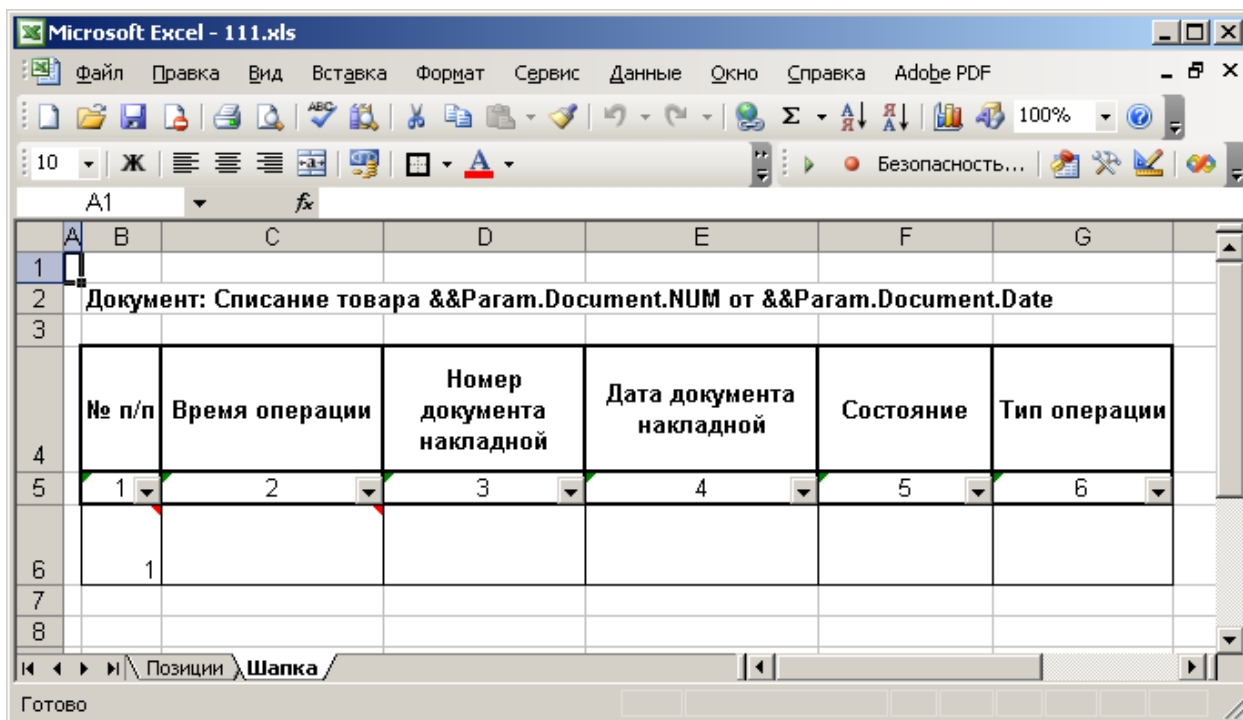 Microsoft Excel - 111.xls
Файл Правка Вид Вставка Формат Сервис Данные Окно Справка Adobe PDF
ABC Σ А Я Я А 100%
10 Ж А Безопасность...
A1 fx
A B C D E F G
1
2 Документ: Списание товара &&Param.Document.NUM от &&Param.Document.Date
3
4 № п/п Время операции Номер документа накладной Дата документа накладной Состояние Тип операции
5 1 2 3 4 5 6
6 1
7
8
Позиции Шапка
Готово